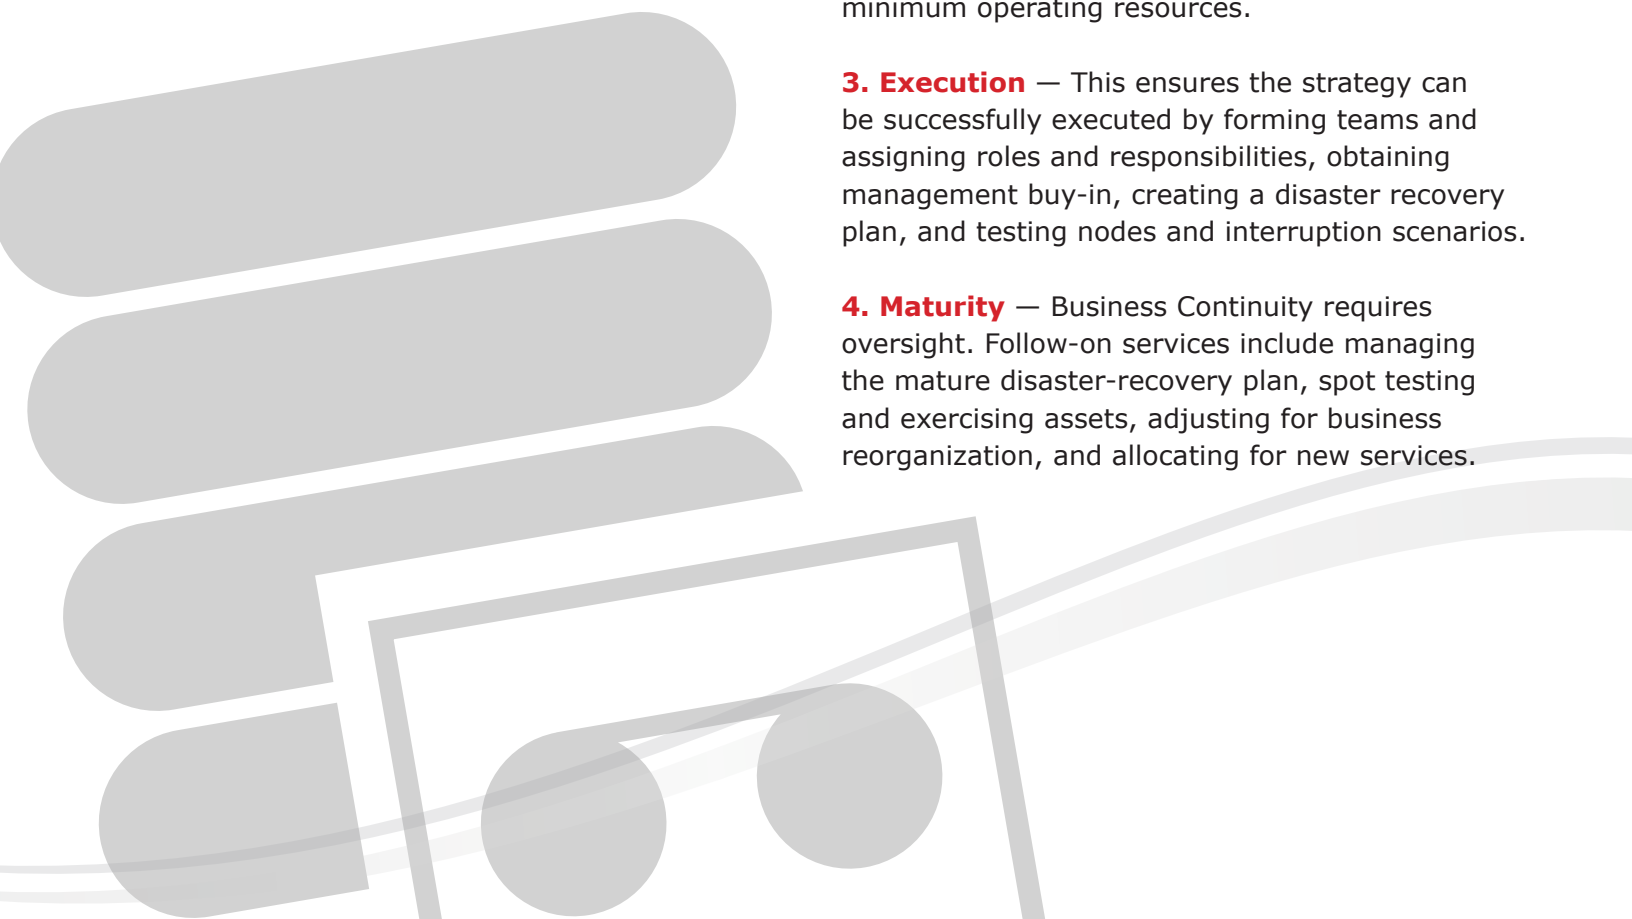 minimum operating resources.
3. Execution — This ensures the strategy can
be successfully executed by forming teams and
assigning roles and responsibilities, obtaining
management buy-in, creating a disaster recovery
plan, and testing nodes and interruption scenarios.
4. Maturity — Business Continuity requires
oversight. Follow-on services include managing
the mature disaster-recovery plan, spot testing
and exercising assets, adjusting for business
reorganization, and allocating for new services.